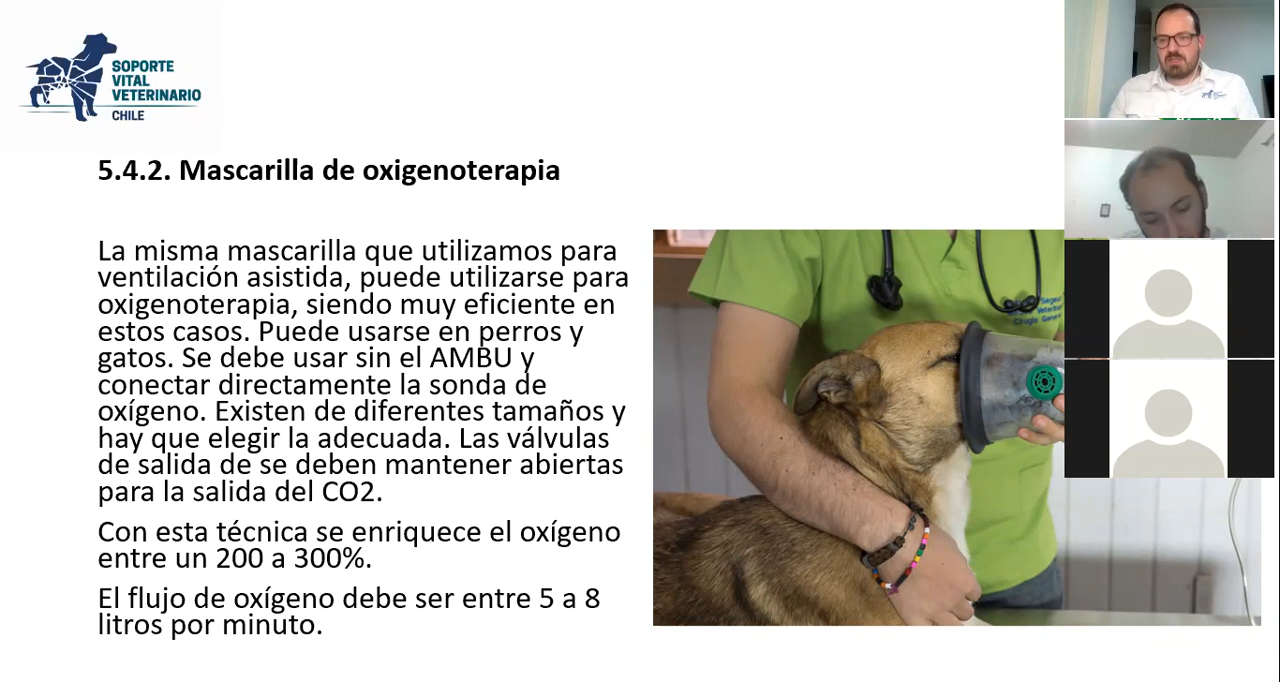 SOPORTE
VITAL
VETERINARIO
CHILE
5.4.2. Mascarilla de oxigenoterapia
La misma mascarilla que utilizamos para
ventilación asistida, puede utilizarse para
oxigenoterapia, siendo muy eficiente en
estos casos. Puede usarse en perros y
gatos. Se debe usar sin el AMBU y
conectar directamente la sonda de
oxígeno. Existen de diferentes tamaños y
hay que elegir la adecuada. Las válvulas
de salida de se deben mantener abiertas
para la salida del CO2.
Con esta técnica se enriquece el oxígeno
entre un 200 a 300%.
El flujo de oxígeno debe ser entre 5 a 8
litros por minuto.